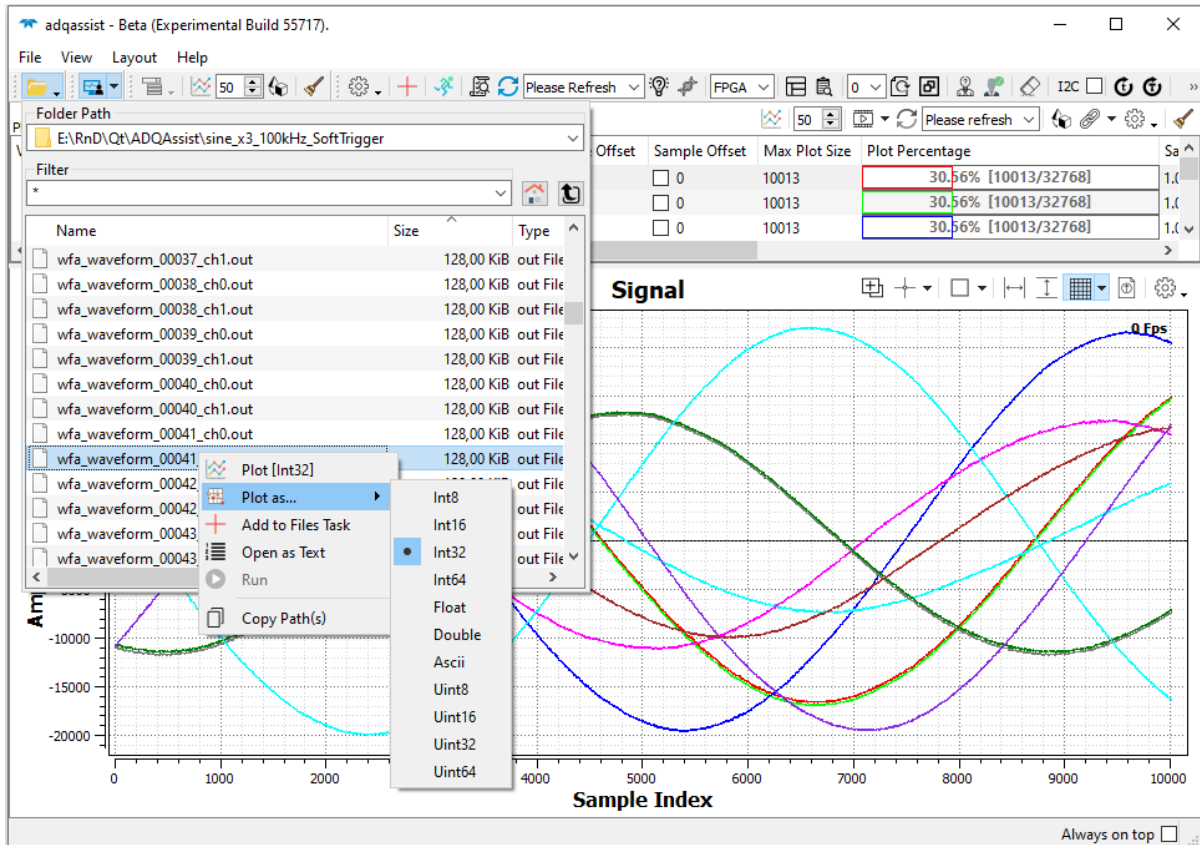 adqassist - Beta (Experimental Build 55717).
File View Layout Help
50 Please Refresh FPGA 0 I2C »
Folder Path
E:\RnD\Qt\ADQAssist\sine_x3_100kHz_SoftTrigger
50 Please refresh
Filter
*
Offset Sample Offset Max Plot Size Plot Percentage
0 10013 30.56% [10013/32768]
0 10013 30.56% [10013/32768]
0 10013 30.56% [10013/32768]
Name Size Type
wfa_waveform_00037_ch1.out 128,00 KiB out File
wfa_waveform_00038_ch0.out 128,00 KiB out File
wfa_waveform_00038_ch1.out 128,00 KiB out File
wfa_waveform_00039_ch0.out 128,00 KiB out File
wfa_waveform_00039_ch1.out 128,00 KiB out File
wfa_waveform_00040_ch0.out 128,00 KiB out File
wfa_waveform_00040_ch1.out 128,00 KiB out File
wfa_waveform_00041_ch0.out 128,00 KiB out File
wfa_waveform_00041 128,00 KiB out File
wfa_waveform_00042 out File
wfa_waveform_00042 out File
wfa_waveform_00043 out File
wfa_waveform_00043 out File
Plot [Int32]
Plot as...
Add to Files Task
Open as Text
Run
Copy Path(s)
Int8
Int16
Int32
Int64
Float
Double
Ascii
Uint8
Uint16
Uint32
Uint64
Signal
0 Fps
-10000
-15000
-20000
0 1000 2000 4000 5000 6000 7000 8000 9000 10000
Sample Index
Always on top